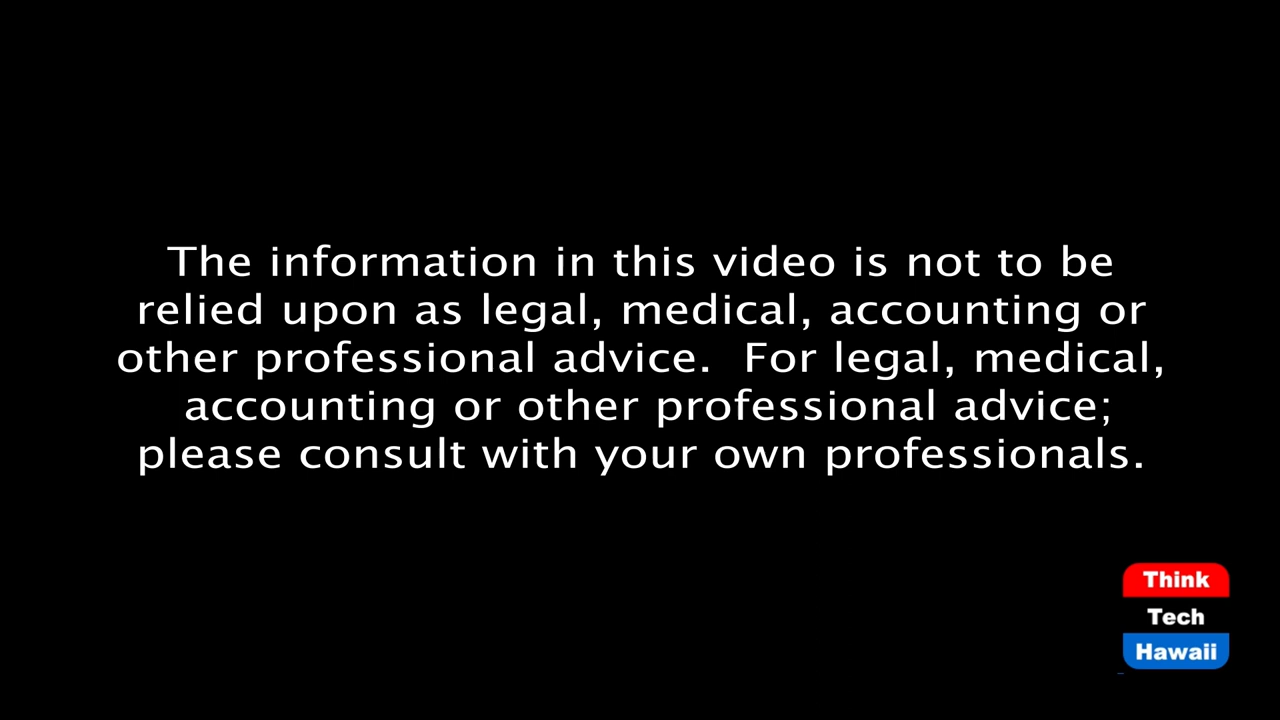 The information in this video is not to be
relied upon as legal, medical, accounting or
other professional advice.  For legal, medical,
accounting or other professional advice;
please consult with your own professionals.
Think
Tech
Hawaii